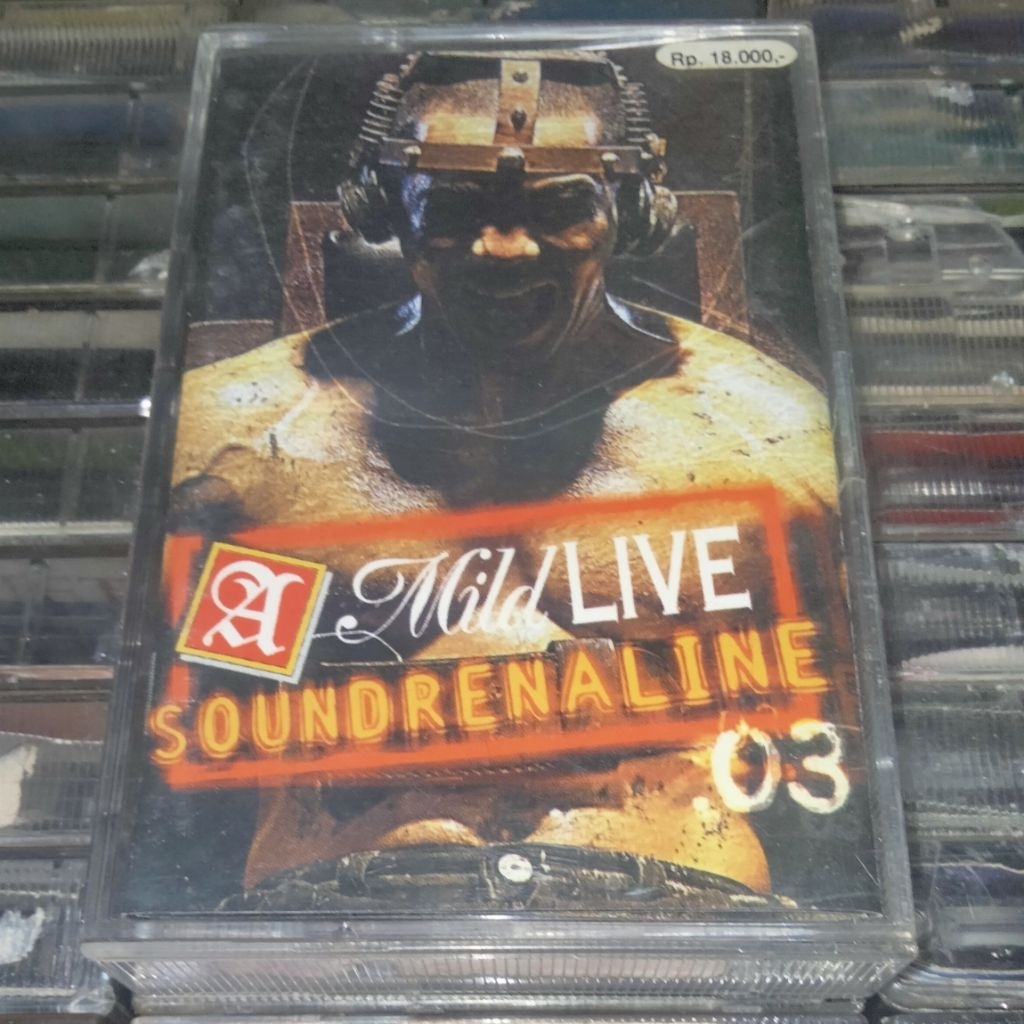 Rp. 18.000,-
A Mild LIVE
SOUNDRENALINE
03